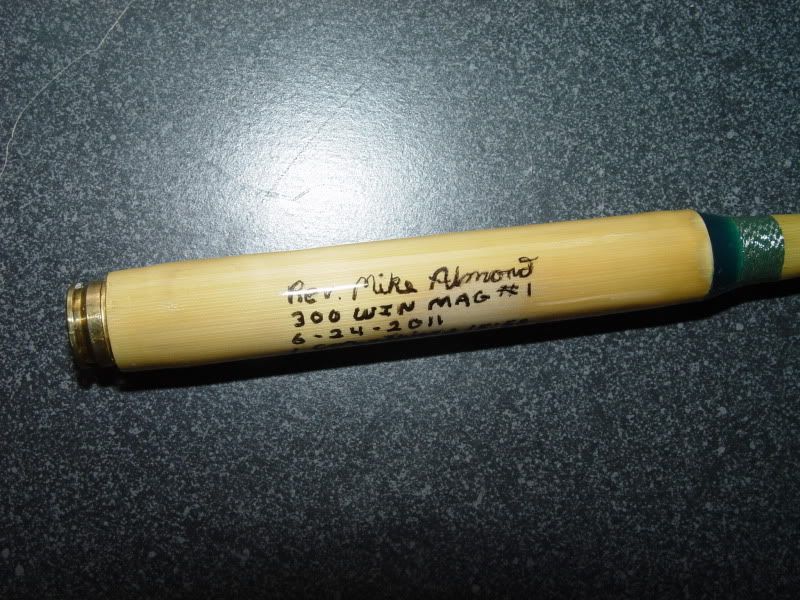 Rev. Mike Almond
300 WIN MAG #1
6-24-2011